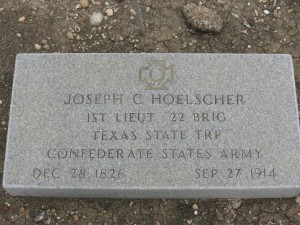 JOSEPH C HOELSCHER
1ST LIEUT 22 BRIG
TEXAS STATE TRP
CONFEDERATE STATES ARMY
DEC 28, 1826 SEP 27 1914